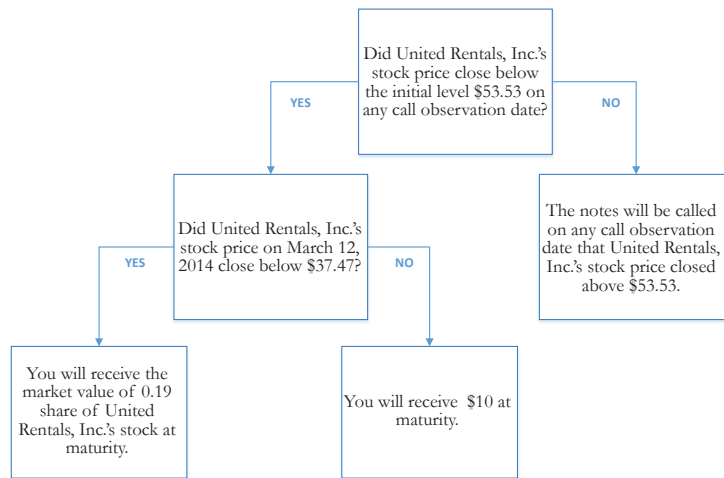 Did United Rentals, Inc.'s
stock price close below
the initial level $53.53 on
any call observation date?
YES
NO
Did United Rentals, Inc.'s
stock price on March 12,
2014 close below $37.47?
The notes will be called
on any call observation
date that United Rentals,
Inc.'s stock price closed
above $53.53.
YES
NO
You will receive the
market value of 0.19
share of United
Rentals, Inc.'s stock at
maturity.
You will receive $10 at
maturity.